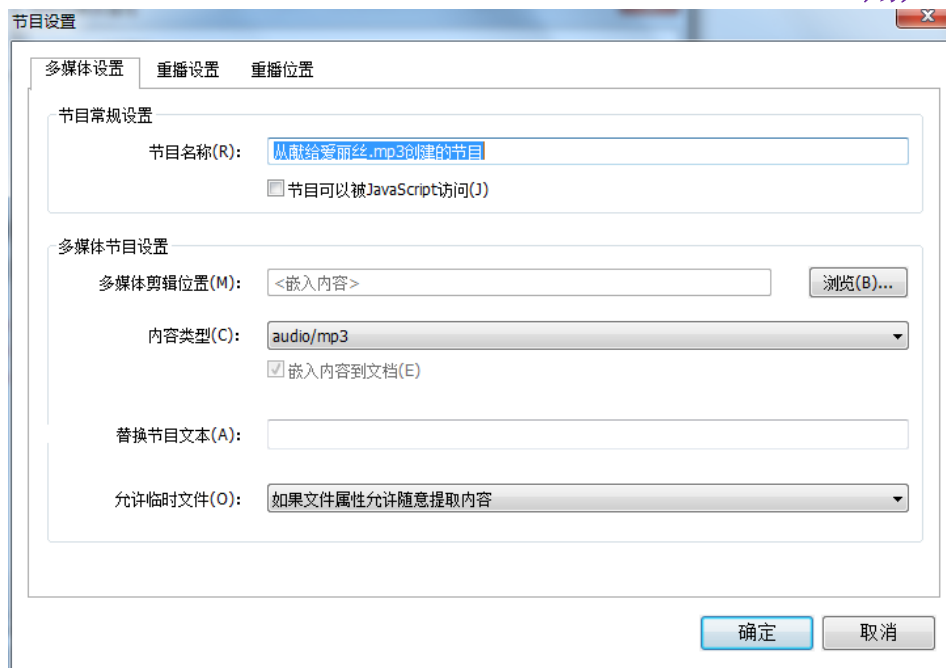 节目设置
多媒体设置 重播设置 重播位置
节目常规设置
节目名称(R): 从献给爱丽丝.mp3创建的节目
节目可以被JavaScript访问(J)
多媒体节目设置
多媒体剪辑位置(M): <嵌入内容> 浏览(B)...
内容类型(C): audio/mp3
嵌入内容到文档(E)
替换节目文本(A):
允许临时文件(O): 如果文件属性允许随意提取内容
确定 取消